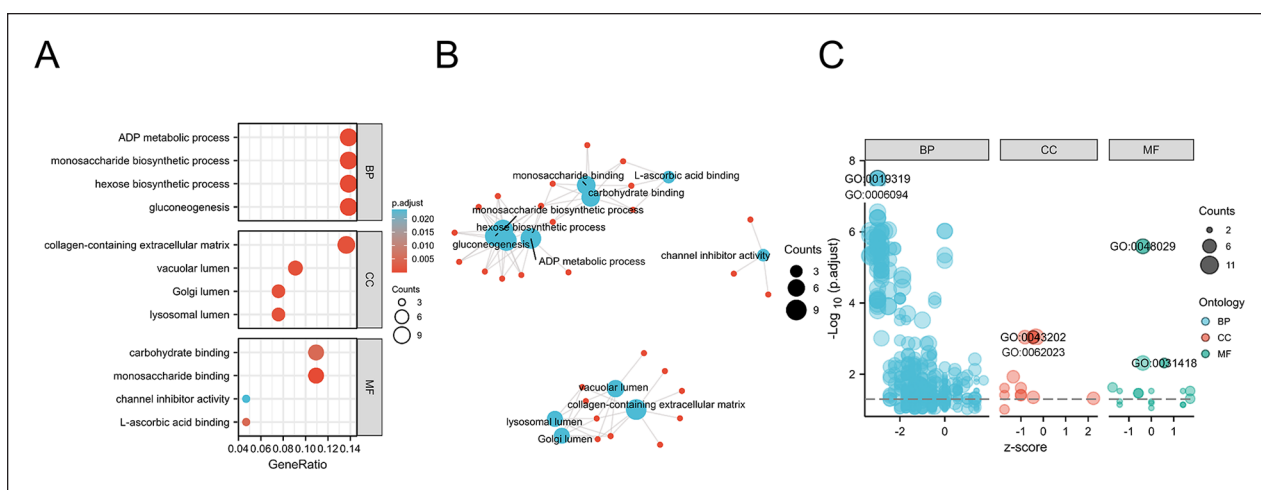 A
B
C
ADP metabolic process
monosaccharide biosynthetic process
hexose biosynthetic process
gluconeogenesis
BP
collagen-containing extracellular matrix
vacuolar lumen
Golgi lumen
lysosomal lumen
CC
carbohydrate binding
monosaccharide binding
channel inhibitor activity
L-ascorbic acid binding
MF
0.04 0.06 0.08 0.10 0.12 0.14
GeneRatio
p.adjust
0.020
0.015
0.010
0.005
Counts
3
6
9
monosaccharide binding
L-ascorbic acid binding
carbohydrate binding
monosaccharide biosynthetic process
hexose biosynthetic process
gluconeogenesis
ADP metabolic process
channel inhibitor activity
vacuolar lumen
collagen-containing extracellular matrix
lysosomal lumen
Golgi lumen
Counts
3
6
9
BP
CC
MF
8
6
4
2
-Log 10 (p.adjust)
GO:0019319
GO:0006094
GO:0043202
GO:0062023
GO:0048029
GO:0031418
-2 0
-1 0 1 2
-1 0 1
z-score
Counts
2
6
11
Ontology
BP
CC
MF